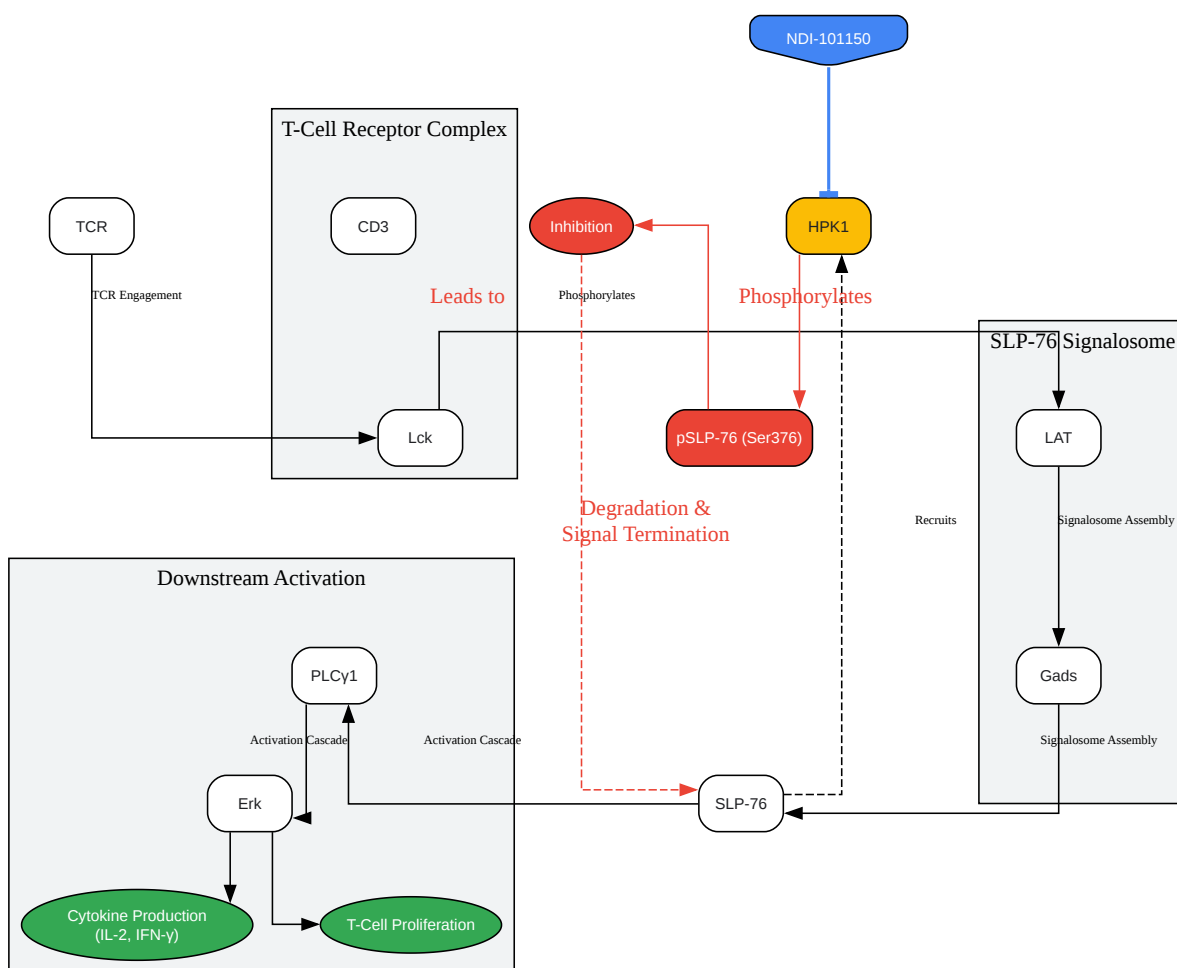 NDI-101150
T-Cell Receptor Complex
TCR
CD3
Inhibition
HPK1
TCR Engagement
Leads to
Phosphorylates
Phosphorylates
SLP-76 Signalosome
Lck
pSLP-76 (Ser376)
LAT
Degradation &
Signal Termination
Recruits
Signalosome Assembly
Downstream Activation
PLCγ1
Gads
Activation Cascade
Activation Cascade
Signalosome Assembly
Erk
SLP-76
Cytokine Production
(IL-2, IFN-γ)
T-Cell Proliferation